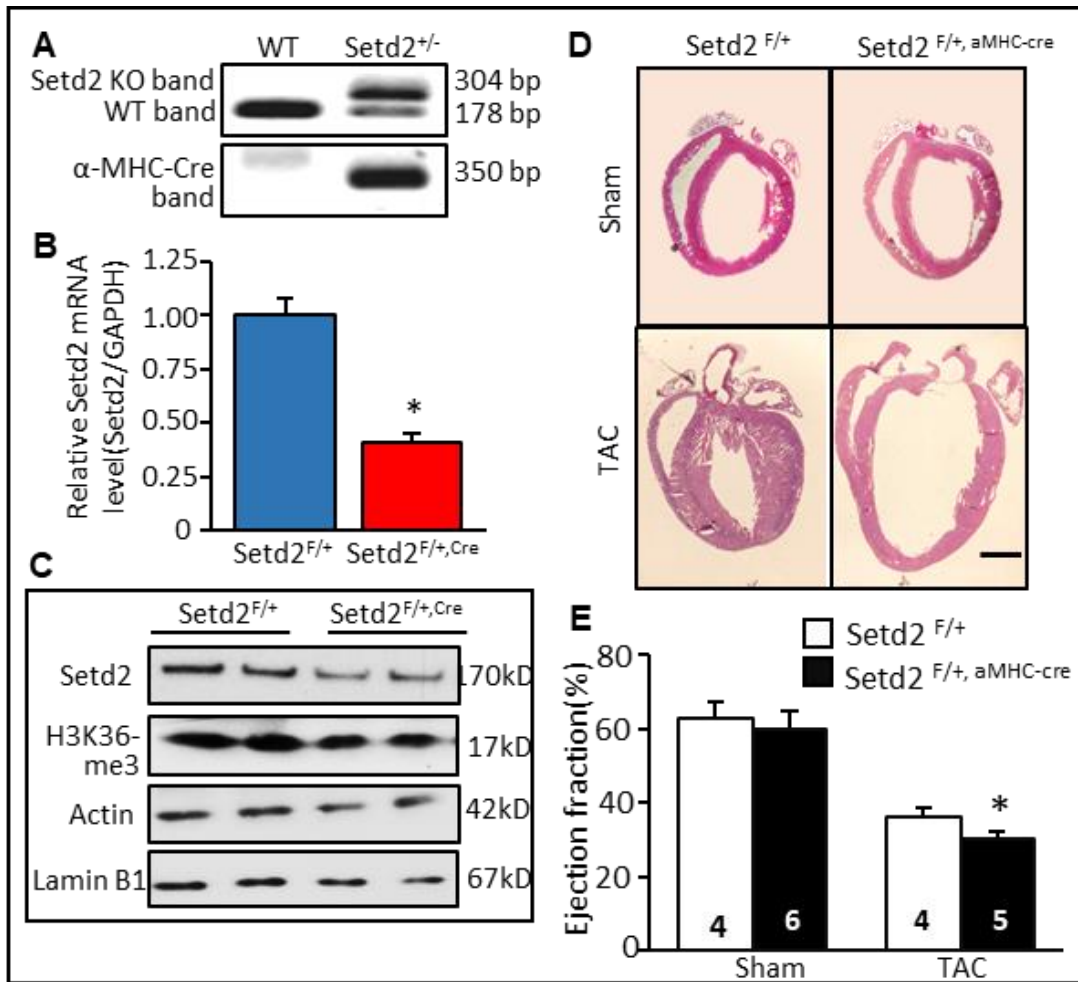 A
WT Setd2+/-
Setd2 KO band 304 bp
WT band 178 bp
α-MHC-Cre
band
350 bp
B
Relative Setd2 mRNA
level(Setd2/GAPDH)
1.25
1.00
0.75
0.50
0.25
0
*
Setd2F/+ Setd2F/+,Cre
C
Setd2F/+ Setd2F/+,Cre
Setd2 170kD
H3K36-
me3
17kD
Actin 42kD
Lamin B1 67kD
D
Setd2 F/+ Setd2 F/+, aMHC-cre
Sham
TAC
E
Setd2 F/+
Setd2 F/+, aMHC-cre
Ejection fraction(%)
80
60
40
20
0
*
4 6 4 5
Sham TAC